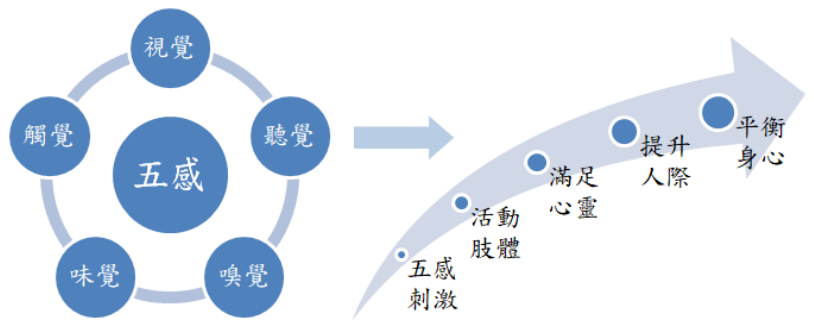 視覺
聽覺
嗅覺
味覺
觸覺
五感
五感
刺激
活動
肢體
滿足
心靈
提升
人際
平衡
身心